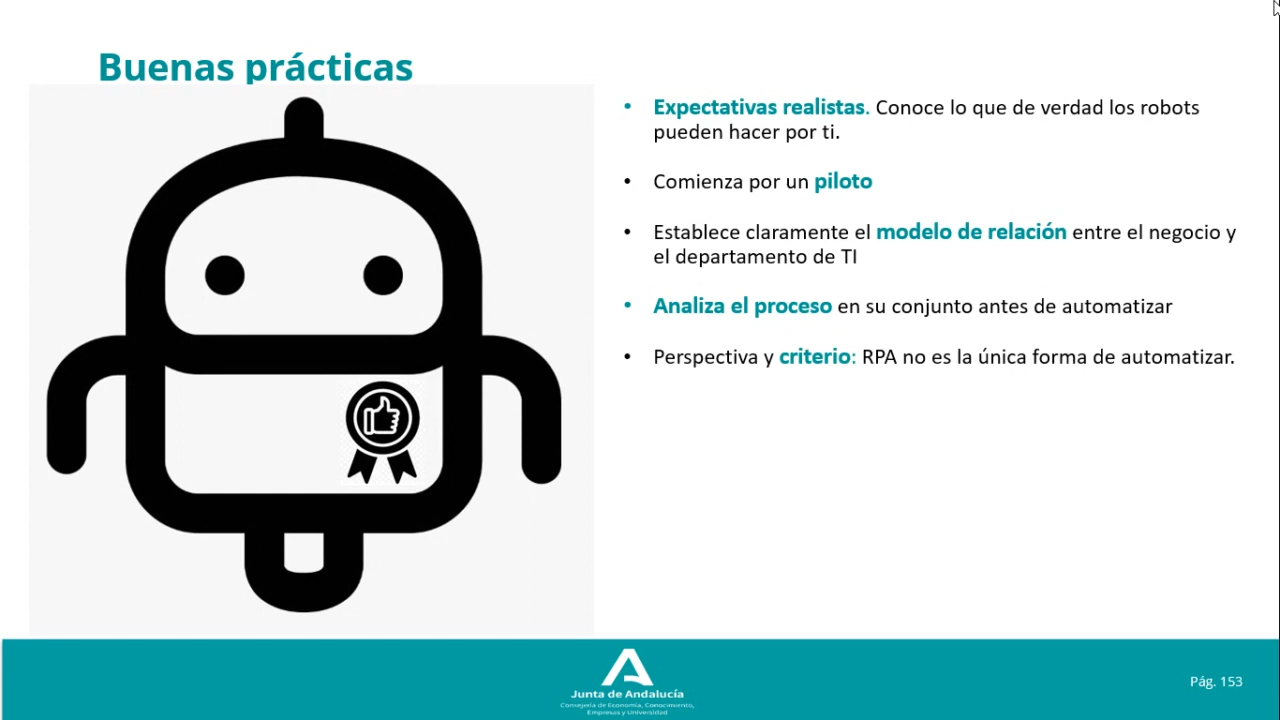 Buenas prácticas
• Expectativas realistas. Conoce lo que de verdad los robots
pueden hacer por ti.
• Comienza por un piloto
• Establece claramente el modelo de relación entre el negocio y
el departamento de TI
• Analiza el proceso en su conjunto antes de automatizar
• Perspectiva y criterio: RPA no es la única forma de automatizar.
Junta de Andalucía
Consejería de Economía, Conocimiento,
Empresas y Universidad
Pág. 153